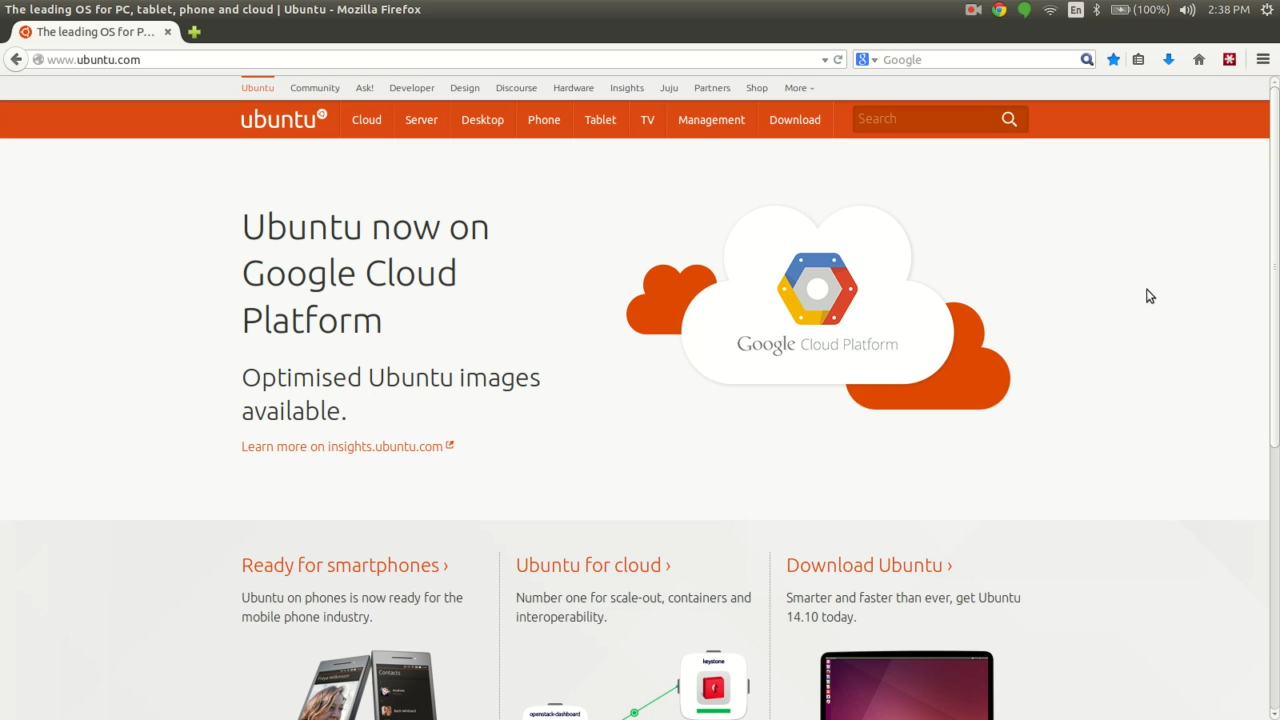 The leading OS for PC, tablet, phone and cloud | Ubuntu - Mozilla Firefox
En (100%) 2:38 PM
The leading OS for P...
www.ubuntu.com
Google
Ubuntu Community Ask! Developer Design Discourse Hardware Insights Juju Partners Shop More
ubuntu Cloud Server Desktop Phone Tablet TV Management Download Search
Ubuntu now on
Google Cloud
Platform
Google Cloud Platform
Optimised Ubuntu images
available.
Learn more on insights.ubuntu.com
Ready for smartphones ›
Ubuntu on phones is now ready for the
mobile phone industry.
Ubuntu for cloud ›
Number one for scale-out, containers and
interoperability.
Download Ubuntu ›
Smarter and faster than ever, get Ubuntu
14.10 today.
Contacts
keystone
openstack-dashboard